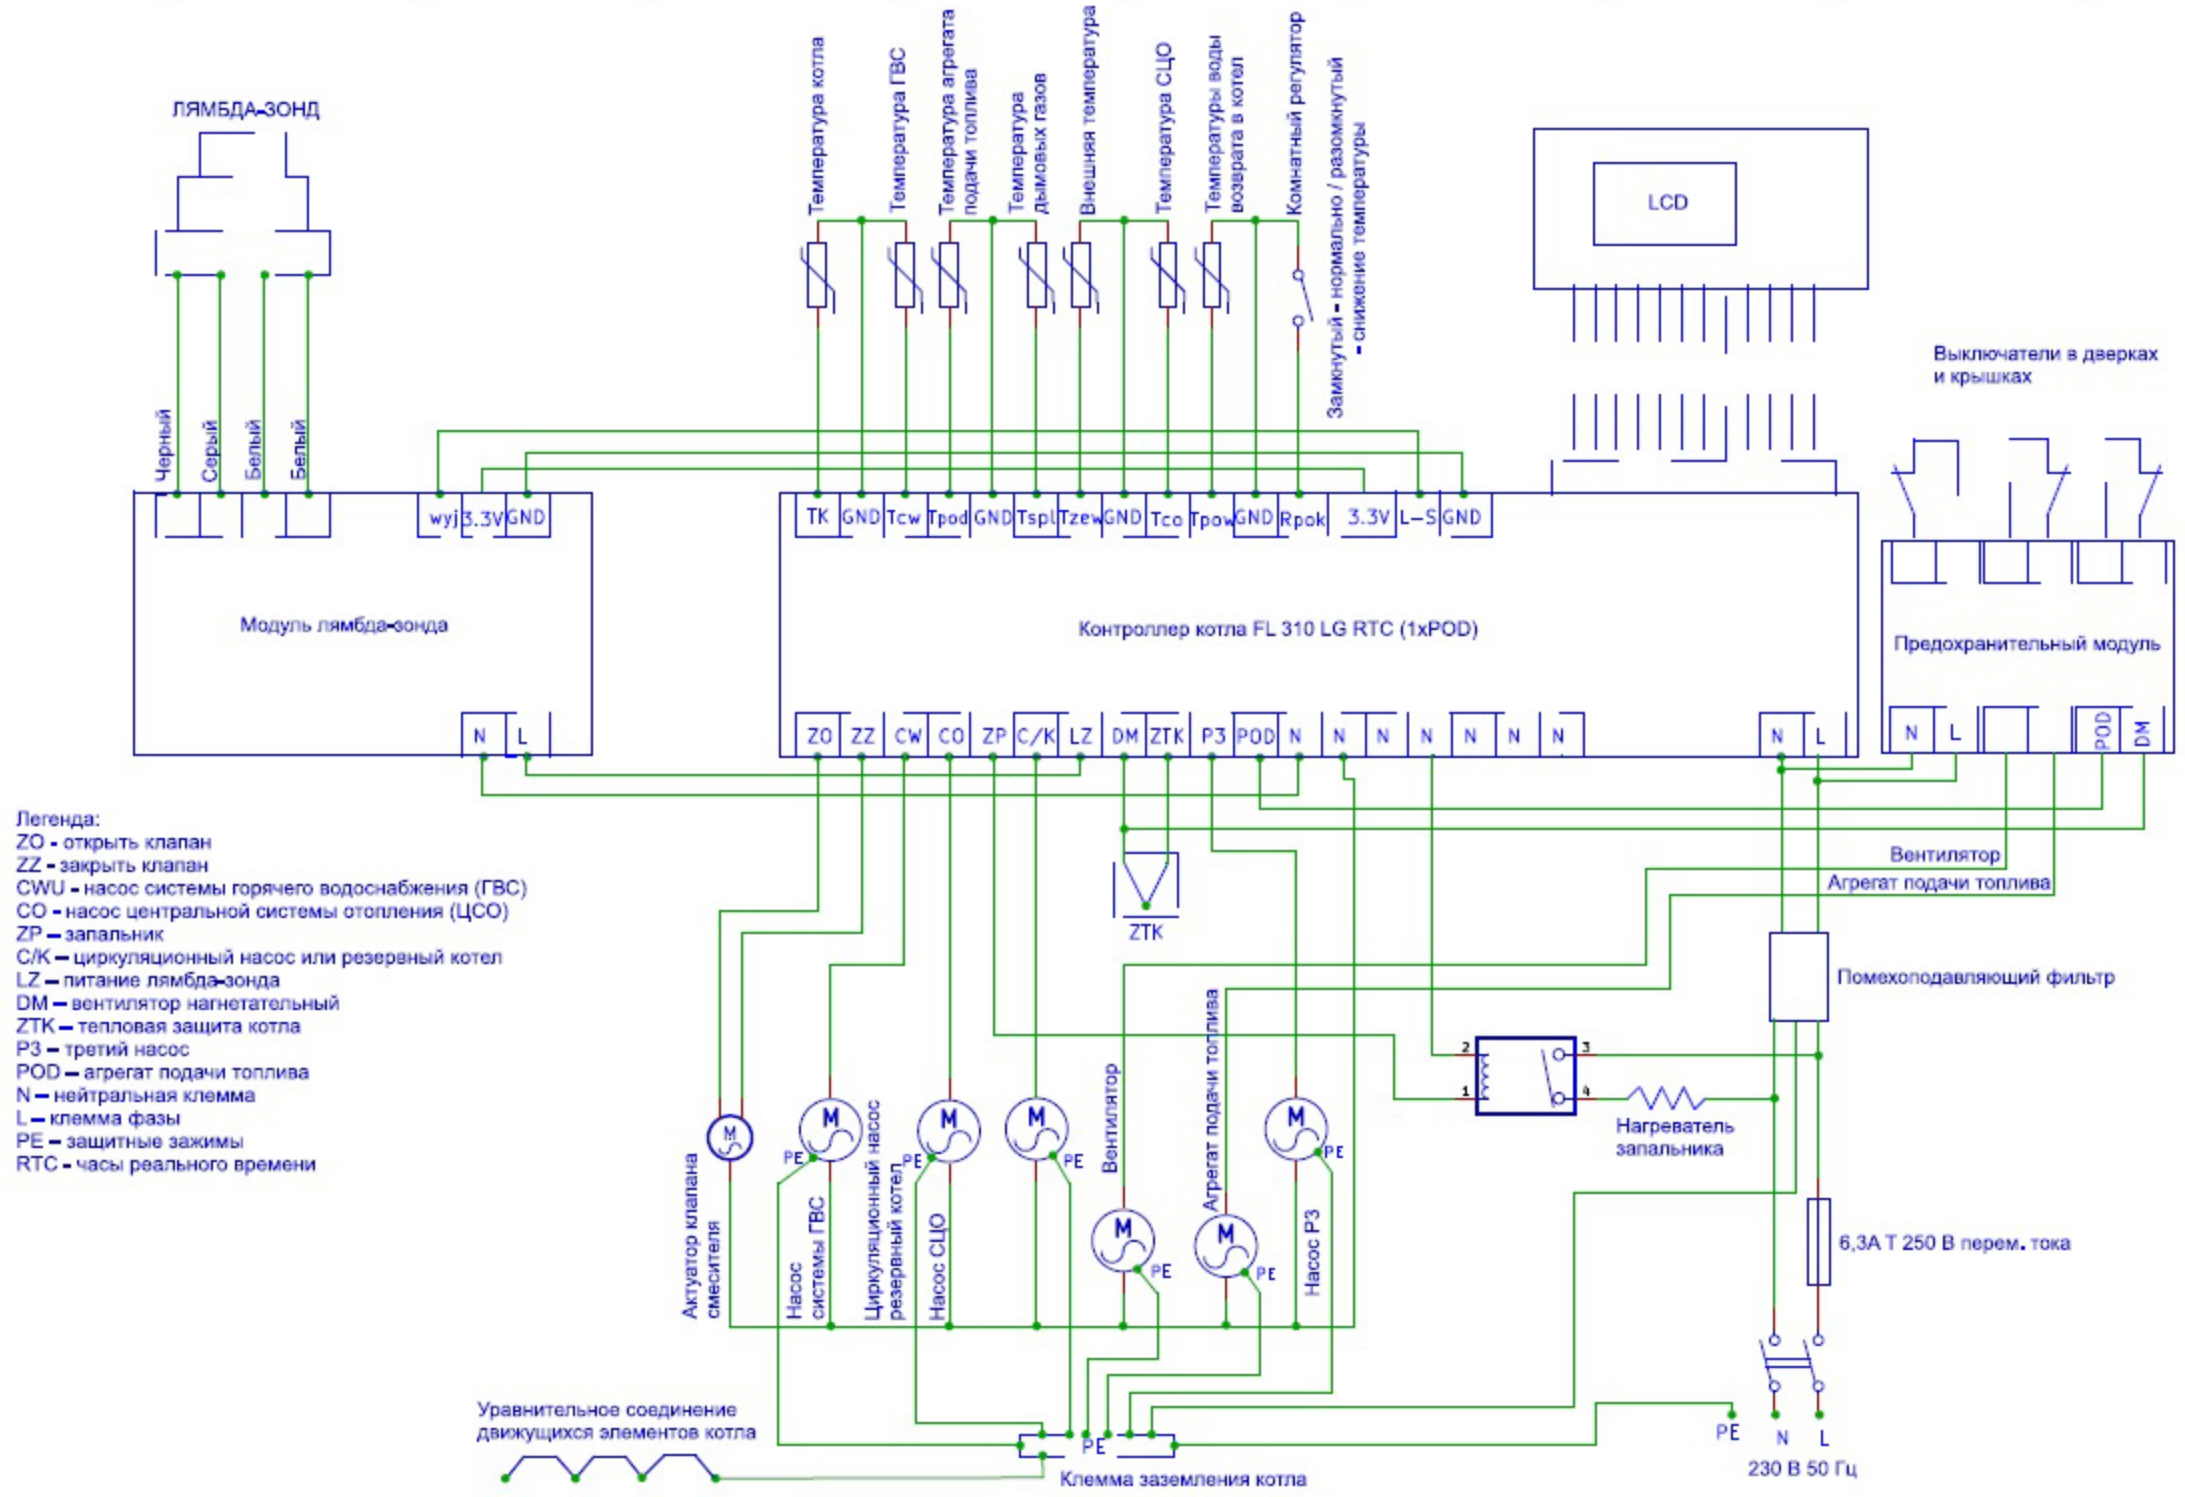 ЛЯМБДА-ЗОНД
Черный
Серый
Белый
Белый
Температура котла
Температура ГВС
Температура агрегата
подачи топлива
Температура
дымовых газов
Внешняя температура
Температура СЦО
Температуры воды
возврата в котел
Комнатный регулятор
Замкнутый - нормально / разомкнутый
- снижение температуры
LCD
Выключатели в дверках
и крышках
wyj 3.3V GND
TK GND Tcw Tpod GND Tspl Tzew GND Tco Tpow GND Rpok 3.3V L-S GND
Модуль лямбда-зонда
Контроллер котла FL 310 LG RTC (1xPOD)
Предохранительный модуль
N L
ZO ZZ CW CO ZP C/K LZ DM ZTK P3 POD N N N N N N N N L
N L POD DM
Легенда:
ZO - открыть клапан
ZZ - закрыть клапан
CWU - насос системы горячего водоснабжения (ГВС)
CO - насос центральной системы отопления (ЦСО)
ZP – запальник
C/K – циркуляционный насос или резервный котел
LZ – питание лямбда-зонда
DM – вентилятор нагнетательный
ZTK – тепловая защита котла
P3 – третий насос
POD – агрегат подачи топлива
N – нейтральная клемма
L – клемма фазы
PE – защитные зажимы
RTC - часы реального времени
ZTK
Вентилятор
Агрегат подачи топлива
Помехоподавляющий фильтр
2 3
1 4
Нагреватель
запальника
6,3А Т 250 В перем. тока
M
M
M
M
M
M
M
PE
PE
PE
PE
PE
PE
Актуатор клапана
смесителя
Насос
системы ГВС
Циркуляционный насос
резервный котел
Насос СЦО
Вентилятор
Агрегат подачи топлива
Насос Р3
Уравнительное соединение
движущихся элементов котла
PE
Клемма заземления котла
PE N L
230 В 50 Гц